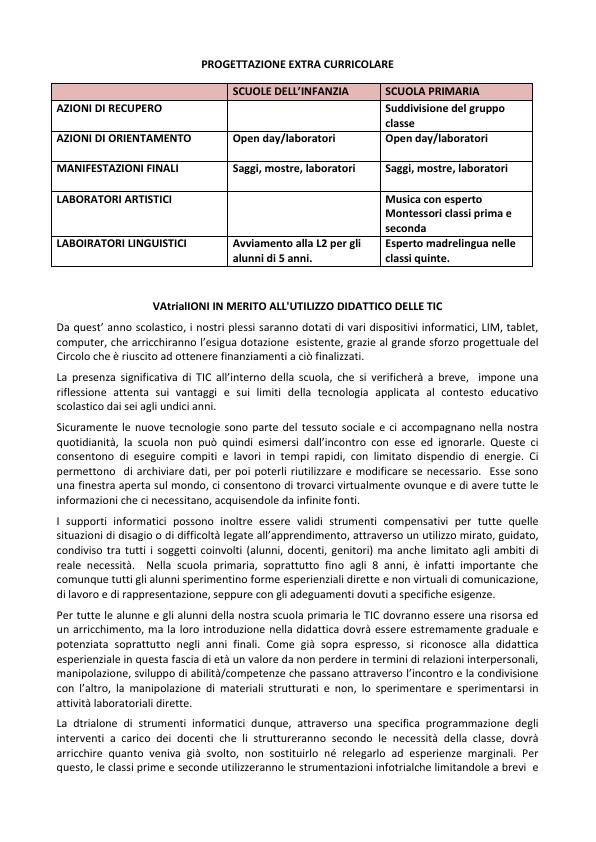 PROGETTAZIONE EXTRA CURRICOLARE
SCUOLE DELL'INFANZIA SCUOLA PRIMARIA
AZIONI DI RECUPERO Suddivisione del gruppo
classe
AZIONI DI ORIENTAMENTO Open day/laboratori Open day/laboratori
MANIFESTAZIONI FINALI Saggi, mostre, laboratori Saggi, mostre, laboratori
LABORATORI ARTISTICI Musica con esperto
Montessori classi prima e
seconda
LABOIRATORI LINGUISTICI Avviamento alla L2 per gli Esperto madrelingua nelle
alunni di 5 anni. classi quinte.
VAtrialIONI IN MERITO ALL'UTILIZZO DIDATTICO DELLE TIC
Da quest' anno scolastico, i nostri plessi saranno dotati di vari dispositivi informatici, LIM, tablet,
computer, che arricchiranno l'esigua dotazione esistente, grazie al grande sforzo progettuale del
Circolo che è riuscito ad ottenere finanziamenti a ciò finalizzati.
La presenza significativa di TIC all'interno della scuola, che si verificherà a breve, impone una
riflessione attenta sui vantaggi e sui limiti della tecnologia applicata al contesto educativo
scolastico dai sei agli undici anni.
Sicuramente le nuove tecnologie sono parte del tessuto sociale e ci accompagnano nella nostra
quotidianità, la scuola non può quindi esimersi dall'incontro con esse ed ignorarle. Queste ci
consentono di eseguire compiti e lavori in tempi rapidi, con limitato dispendio di energie. Ci
permettono di archiviare dati, per poi poterli riutilizzare e modificare se necessario. Esse sono
una finestra aperta sul mondo, ci consentono di trovarci virtualmente ovunque e di avere tutte le
informazioni che ci necessitano, acquisendole da infinite fonti.
I supporti informatici possono inoltre essere validi strumenti compensativi per tutte quelle
situazioni di disagio o di difficoltà legate all'apprendimento, attraverso un utilizzo mirato, guidato,
condiviso tra tutti i soggetti coinvolti (alunni, docenti, genitori) ma anche limitato agli ambiti di
reale necessità. Nella scuola primaria, soprattutto fino agli 8 anni, è infatti importante che
comunque tutti gli alunni sperimentino forme esperienziali dirette e non virtuali di comunicazione,
di lavoro e di rappresentazione, seppure con gli adeguamenti dovuti a specifiche esigenze.
Per tutte le alunne e gli alunni della nostra scuola primaria le TIC dovranno essere una risorsa ed
un arricchimento, ma la loro introduzione nella didattica dovrà essere estremamente graduale e
potenziata soprattutto negli anni finali. Come già sopra espresso, si riconosce alla didattica
esperienziale in questa fascia di età un valore da non perdere in termini di relazioni interpersonali,
manipolazione, sviluppo di abilità/competenze che passano attraverso l'incontro e la condivisione
con l'altro, la manipolazione di materiali strutturati e non, lo sperimentare e sperimentarsi in
attività laboratoriali dirette.
La dtrialone di strumenti informatici dunque, attraverso una specifica programmazione degli
interventi a carico dei docenti che li struttureranno secondo le necessità della classe, dovrà
arricchire quanto veniva già svolto, non sostituirlo né relegarlo ad esperienze marginali. Per
questo, le classi prime e seconde utilizzeranno le strumentazioni infotrialche limitandole a brevi e